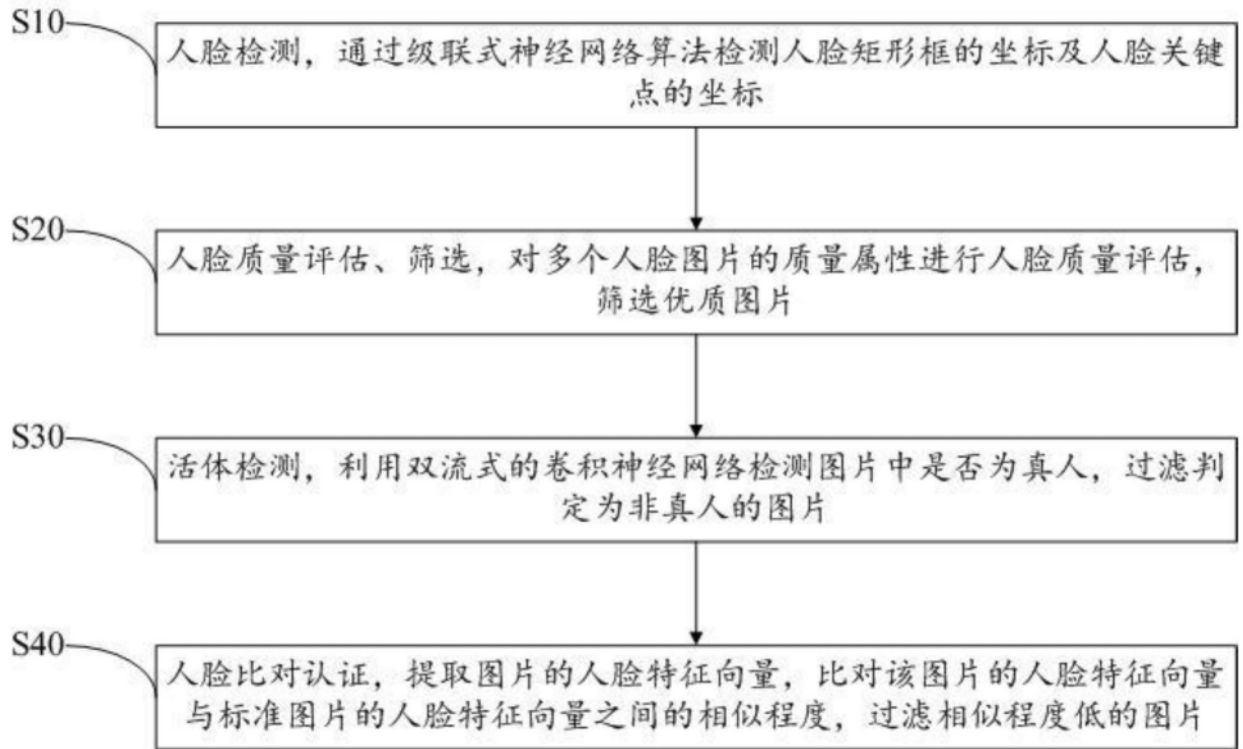 S10
人脸检测，通过级联式神经网络算法检测人脸矩形框的坐标及人脸关键
点的坐标
S20
人脸质量评估、筛选，对多个人脸图片的质量属性进行人脸质量评估，
筛选优质图片
S30
活体检测，利用双流式的卷积神经网络检测图片中是否为真人，过滤判
定为非真人的图片
S40
人脸比对认证，提取图片的人脸特征向量，比对该图片的人脸特征向量
与标准图片的人脸特征向量之间的相似程度，过滤相似程度低的图片